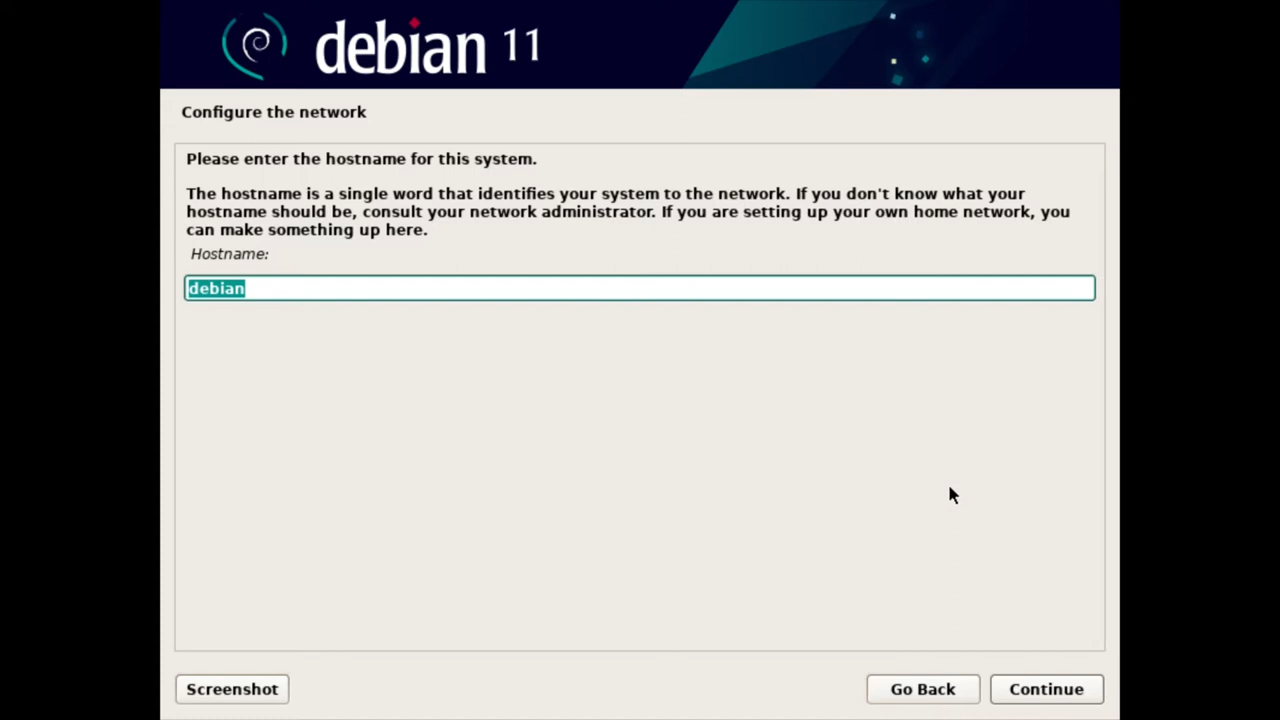 debian 11
Configure the network
Please enter the hostname for this system.
The hostname is a single word that identifies your system to the network. If you don't know what your
hostname should be, consult your network administrator. If you are setting up your own home network, you
can make something up here.
Hostname:
debian
Screenshot
Go Back
Continue